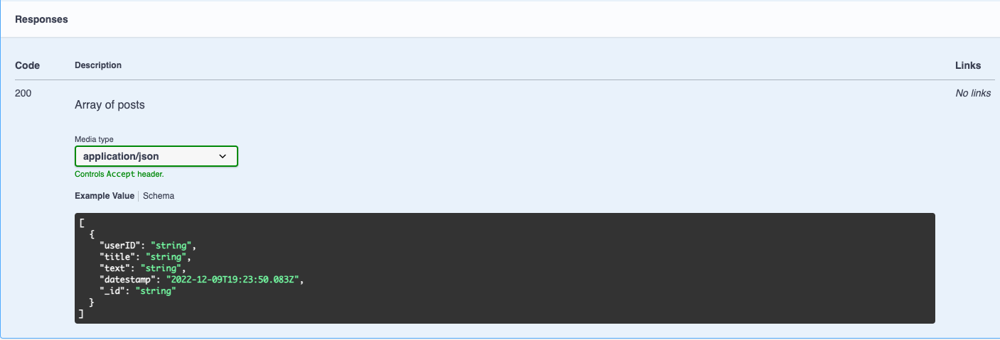 Responses
Code Description Links
200 No links
Array of posts
Media type
application/json
Controls Accept header.
Example Value Schema
[
  {
    "userID": "string",
    "title": "string",
    "text": "string",
    "datestamp": "2022-12-09T19:23:50.083Z",
    "_id": "string"
  }
]